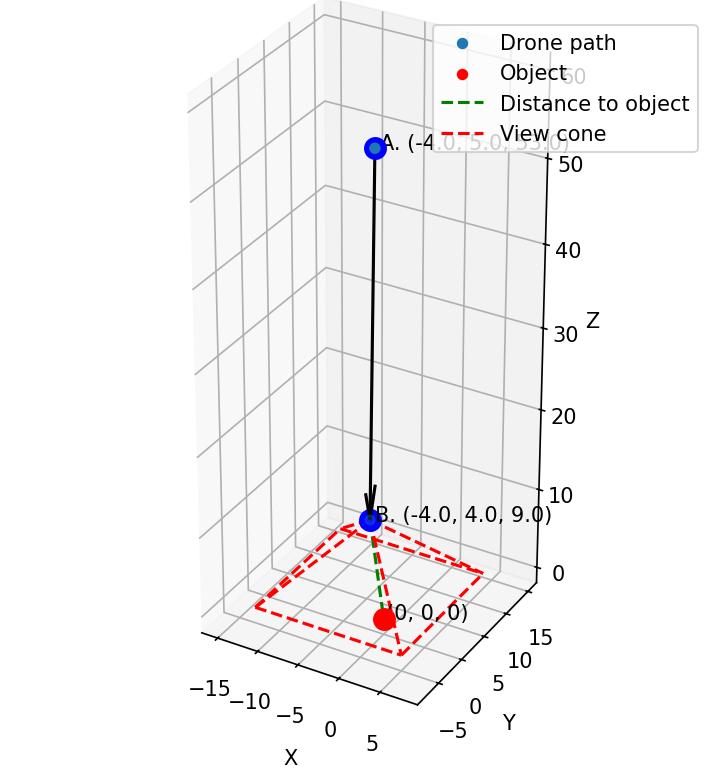 Drone path
Object
Distance to object
View cone
60
A. (-4.0, 5.0, 53.0)
50
40
30
Z
20
10
B. (-4.0, 4.0, 9.0)
0
(0, 0, 0)
15
10
5
0
−5
Y
−15
−10
−5
0
5
X